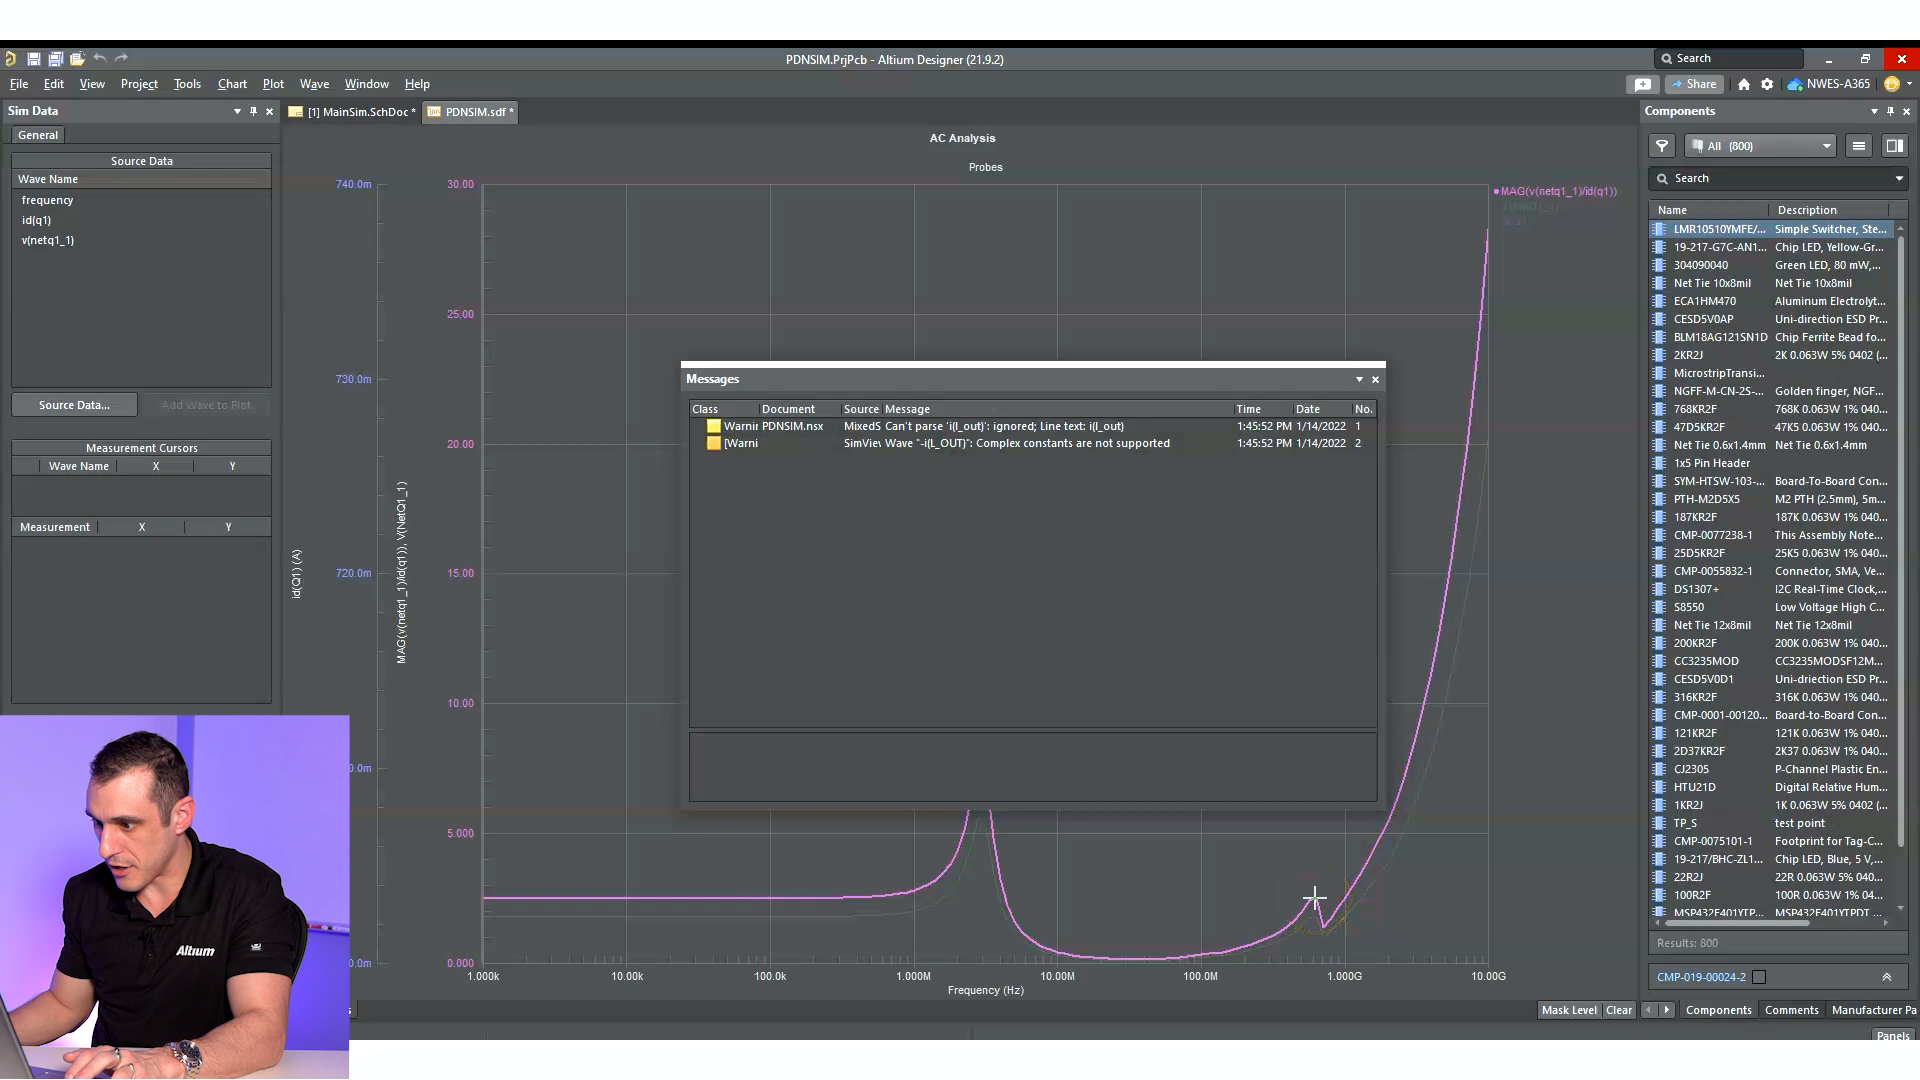 PDNSIM.PrjPcb - Altium Designer (21.9.2)
Search
File Edit View Project Tools Chart Plot Wave Window Help
Share
NWES-A365
Sim Data
[1] MainSim.SchDoc *
PDNSIM.sdf *
Components
General
Source Data
Wave Name
frequency
id(q1)
v(netq1_1)
Source Data...
Add Wave to Plot
Measurement Cursors
Wave Name X Y
Measurement X Y
AC Analysis
Probes
740.0m
730.0m
720.0m
0.0m
0.0m
id(Q1) (A)
30.00
25.00
20.00
15.00
10.00
5.000
0.000
MAG(v(netq1_1)/id(q1)), V(NetQ1_1)
MAG(v(netq1_1)/id(q1))
1.000k 10.00k 100.0k 1.000M 10.00M 100.0M 1.000G 10.00G
Frequency (Hz)
Messages
Class Document Source Message Time Date No.
Warnir PDNSIM.nsx MixedS Can't parse 'i(l_out)': ignored; Line text: i(l_out) 1:45:52 PM 1/14/2022 1
[Warni SimViev Wave "-i(L_OUT)": Complex constants are not supported 1:45:52 PM 1/14/2022 2
All (800)
Search
Name Description
LMR10510YMFE/... Simple Switcher, Ste...
19-217-G7C-AN1... Chip LED, Yellow-Gr...
304090040 Green LED, 80 mW,...
Net Tie 10x8mil Net Tie 10x8mil
ECA1HM470 Aluminum Electrolyt...
CESD5V0AP Uni-direction ESD Pr...
BLM18AG121SN1D Chip Ferrite Bead fo...
2KR2J 2K 0.063W 5% 0402 (...
MicrostripTransi...
NGFF-M-CN-2S-... Golden finger, NGF...
768KR2F 768K 0.063W 1% 040...
47D5KR2F 47K5 0.063W 1% 040...
Net Tie 0.6x1.4mm Net Tie 0.6x1.4mm
1x5 Pin Header
SYM-HTSW-103-... Board-To-Board Con...
PTH-M2D5X5 M2 PTH (2.5mm), 5m...
187KR2F 187K 0.063W 1% 040...
CMP-0077238-1 This Assembly Note...
25D5KR2F 25K5 0.063W 1% 040...
CMP-0055832-1 Connector, SMA, Ve...
DS1307+ I2C Real-Time Clock,...
S8550 Low Voltage High C...
Net Tie 12x8mil Net Tie 12x8mil
200KR2F 200K 0.063W 1% 040...
CC3235MOD CC3235MODSF12M...
CESD5V0D1 Uni-driection ESD Pr...
316KR2F 316K 0.063W 1% 040...
CMP-0001-00120... Board-to-Board Con...
121KR2F 121K 0.063W 1% 040...
2D37KR2F 2K37 0.063W 1% 040...
CJ2305 P-Channel Plastic En...
HTU21D Digital Relative Hum...
1KR2J 1K 0.063W 5% 0402 (...
TP_S test point
CMP-0075101-1 Footprint for Tag-C...
19-217/BHC-ZL1... Chip LED, Blue, 5 V,...
22R2J 22R 0.063W 5% 040...
100R2F 100R 0.063W 1% 04...
MSP432E401YTP... MSP432E401YTPDT ...
Results: 800
CMP-019-00024-2
Mask Level Clear
Components Comments Manufacturer Pa
Panels
Altium